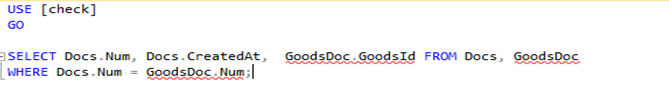 USE [check]
GO
SELECT Docs.Num, Docs.CreatedAt,  GoodsDoc.GoodsId FROM Docs, GoodsDoc
WHERE Docs.Num = GoodsDoc.Num;